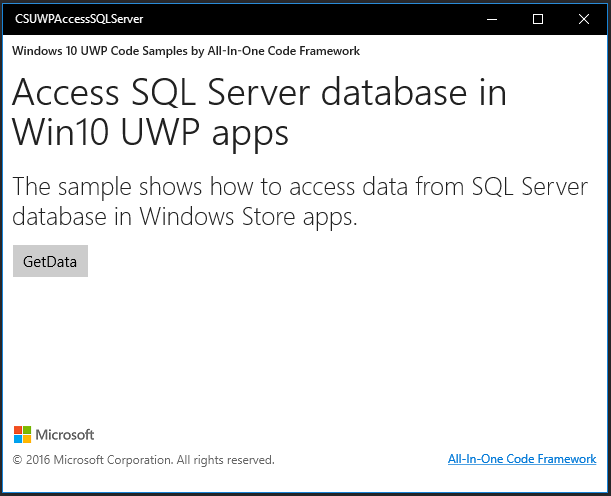 CSUWPAccessSQLServer
Windows 10 UWP Code Samples by All-In-One Code Framework
Access SQL Server database in
Win10 UWP apps
The sample shows how to access data from SQL Server
database in Windows Store apps.
GetData
Microsoft
© 2016 Microsoft Corporation. All rights reserved.
All-In-One Code Framework